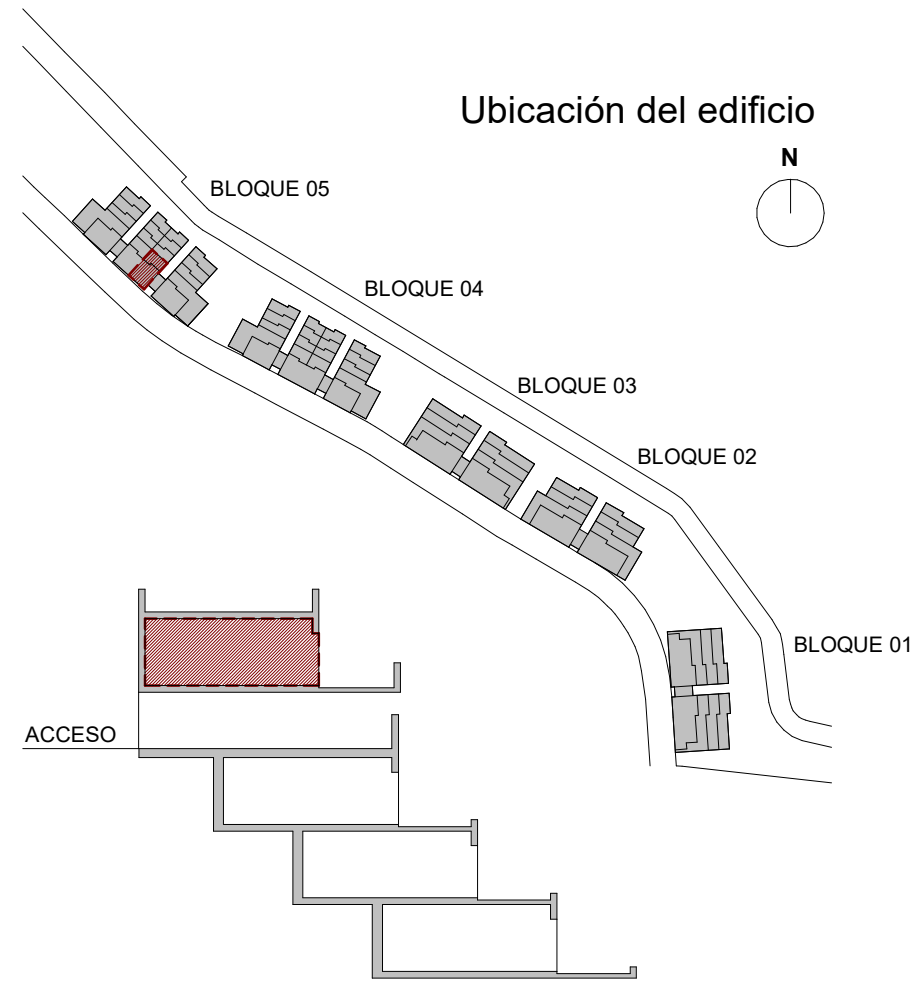 Ubicación del edificio
N
BLOQUE 05
BLOQUE 04
BLOQUE 03
BLOQUE 02
BLOQUE 01
ACCESO